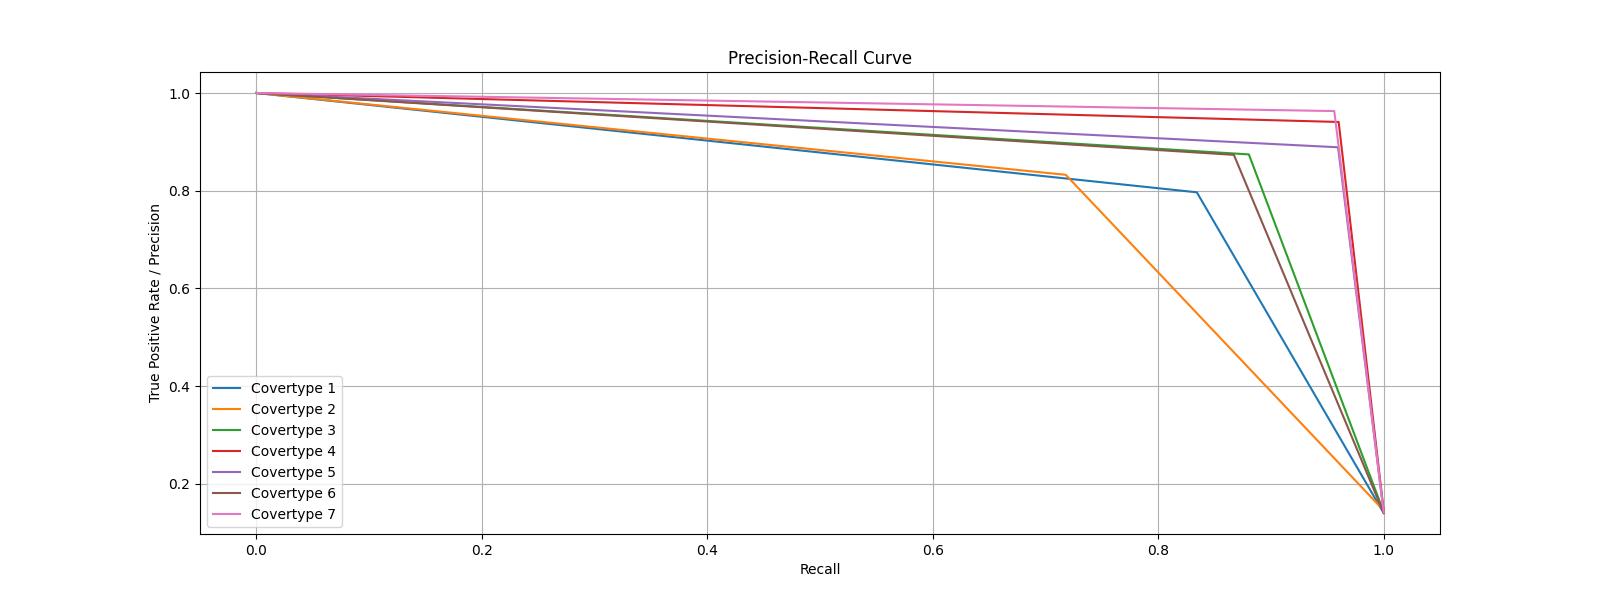 Precision-Recall Curve
True Positive Rate / Precision
1.0
0.8
0.6
0.4
0.2
Covertype 1
Covertype 2
Covertype 3
Covertype 4
Covertype 5
Covertype 6
Covertype 7
0.0 0.2 0.4 0.6 0.8 1.0
Recall